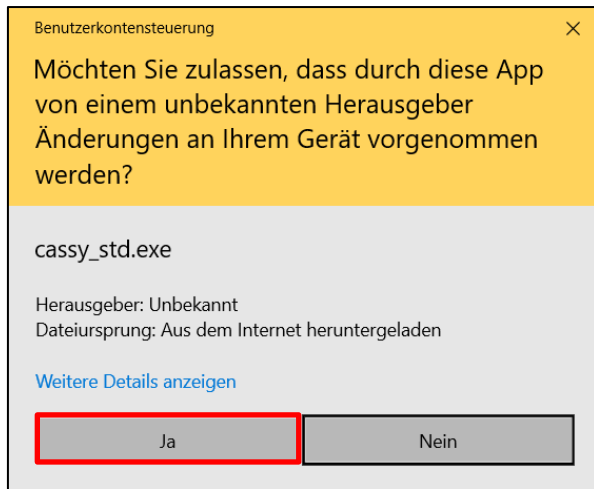 Benutzerkontensteuerung
Möchten Sie zulassen, dass durch diese App
von einem unbekannten Herausgeber
Änderungen an Ihrem Gerät vorgenommen
werden?
cassy_std.exe
Herausgeber: Unbekannt
Dateiursprung: Aus dem Internet heruntergeladen
Weitere Details anzeigen
Ja
Nein